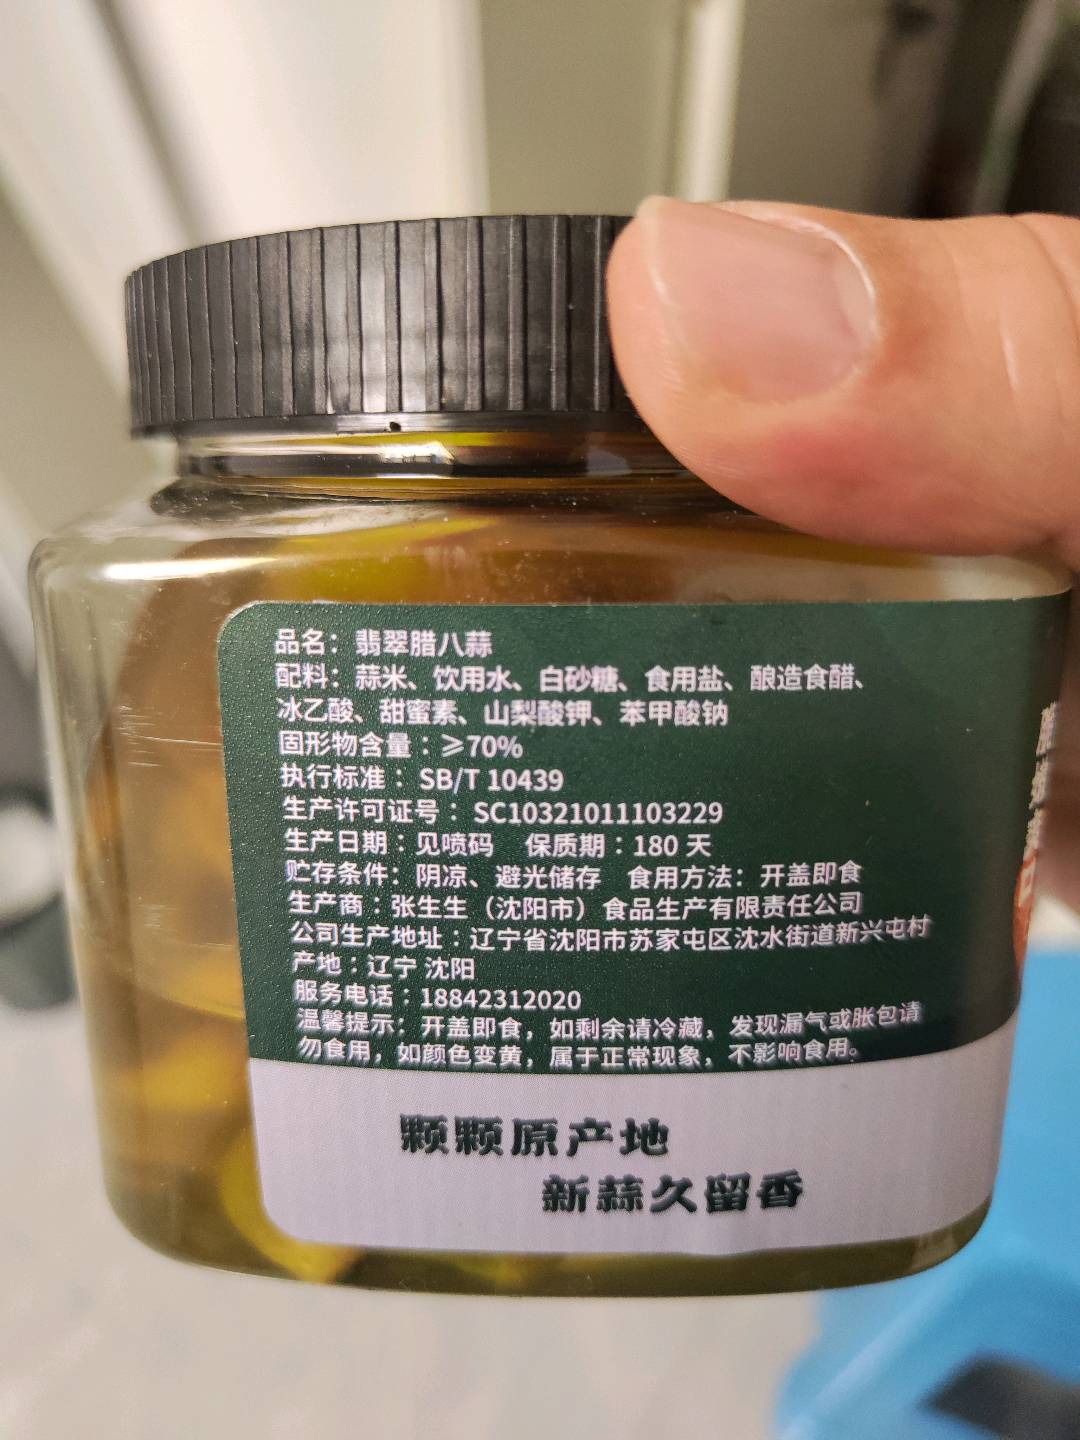 品名：翡翠腊八蒜
配料：蒜米、饮用水、白砂糖、食用盐、酿造食醋、
冰乙酸、甜蜜素、山梨酸钾、苯甲酸钠
固形物含量：≥70%
执行标准：SB/T 10439
生产许可证号：SC10321011103229
生产日期：见喷码 保质期：180 天
贮存条件：阴凉、避光储存 食用方法：开盖即食
生产商：张生生（沈阳市）食品生产有限责任公司
公司生产地址：辽宁省沈阳市苏家屯区沈水街道新兴屯村
产地：辽宁 沈阳
服务电话：18842312020
温馨提示：开盖即食，如剩余请冷藏，发现漏气或胀包请
勿食用，如颜色变黄，属于正常现象，不影响食用。
颗颗原产地
新蒜久留香